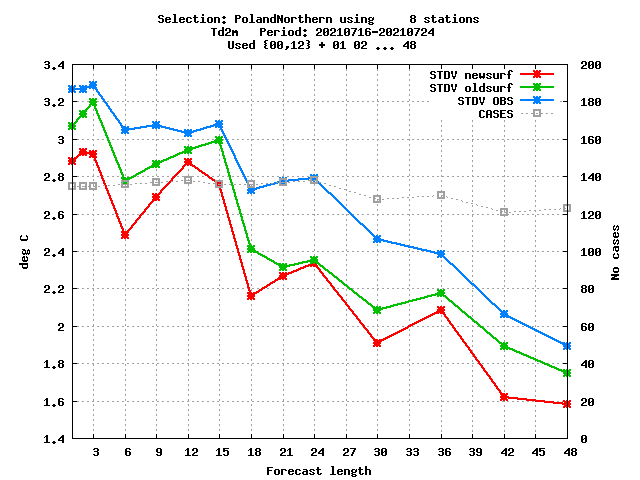 Selection: PolandNorthern using     8 stations
Td2m   Period: 20210716-20210724
Used {00,12} + 01 02 ... 48
STDV newsurf
STDV oldsurf
STDV OBS
CASES
3.4
3.2
3
2.8
2.6
2.4
2.2
2
1.8
1.6
1.4
deg C
200
180
160
140
120
100
80
60
40
20
0
No cases
3 6 9 12 15 18 21 24 27 30 33 36 39 42 45 48
Forecast length